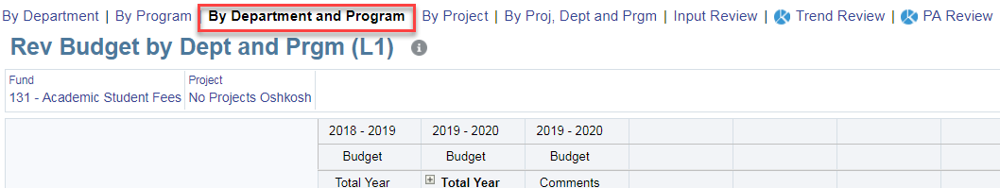 By Department | By Program | By Department and Program | By Project | By Proj, Dept and Prgm | Input Review | Trend Review | PA Review
Rev Budget by Dept and Prgm (L1)
Fund Project
131 - Academic Student Fees No Projects Oshkosh
2018 - 2019 2019 - 2020 2019 - 2020
Budget Budget Budget
Total Year Total Year Comments